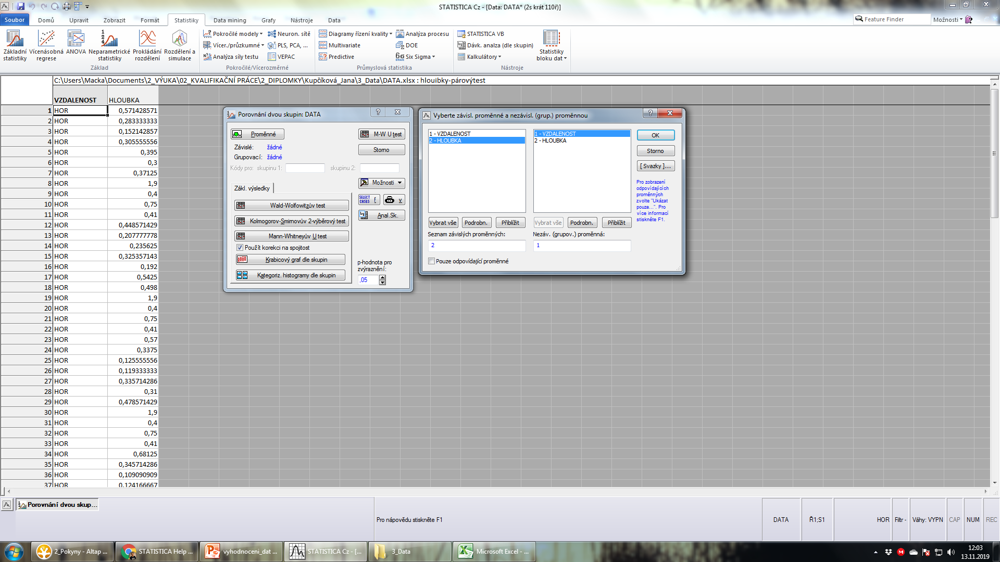 STATISTICA Cz - [Data: DATA* (2s krát 110ř)]
Soubor Domů Upravit Zobrazit Formát Statistiky Data mining Grafy Nástroje Data
Feature Finder Možnosti
Základní statistiky
Vícenásobná regrese
ANOVA
Neparametrické statistiky
Prokládání rozdělení
Rozdělení a simulace
Základ
Pokročilé modely
Neuron. sítě
Vícer./průzkumné
PLS, PCA, ...
Analýza síly testu
VEPAC
Pokročilé/Vícerozměrné
Diagramy řízení kvality
Analýza procesu
Multivariate
DOE
Predictive
Six Sigma
Průmyslová statistika
STATISTICA VB
Dávk. analza (dle skupin)
Kalkulátory
Statistiky bloku dat
Nástroje
C:\Users\Macka\Documents\2_VÝUKA\02_KVALIFIKAČNÍ PRÁCE\2_DIPLOMKY\Kupčíková_Jana\3_Data\DATA.xlsx : hlouibky-párovýtest
VZDALENOST HLOUBKA
1 HOR 0,571428571
2 HOR 0,283333333
3 HOR 0,152142857
4 HOR 0,305555556
5 HOR 0,395
6 HOR 0,3
7 HOR 0,37125
8 HOR 1,9
9 HOR 0,4
10 HOR 0,75
11 HOR 0,41
12 HOR 0,448571429
13 HOR 0,207777778
14 HOR 0,235625
15 HOR 0,325357143
16 HOR 0,192
17 HOR 0,5425
18 HOR 0,498
19 HOR 1,9
20 HOR 0,4
21 HOR 0,75
22 HOR 0,41
23 HOR 0,57
24 HOR 0,3375
25 HOR 0,125555556
26 HOR 0,119333333
27 HOR 0,335714286
28 HOR 0,31
29 HOR 0,478571429
30 HOR 1,9
31 HOR 0,4
32 HOR 0,75
33 HOR 0,41
34 HOR 0,68125
35 HOR 0,345714286
36 HOR 0,109090909
37 HOR 0,124166667
Porovnání dvou skupin: DATA
Proměnné
M-W U test
Závislé: žádné
Storno
Grupovací: žádné
Kódy pro: skupinu 1: skupinu 2:
Možnosti
Zákl. výsledky
SELECT CASES f v
Wald-Wolfowitzův test
Anal.Sk.
Kolmogorov-Smirnovův 2-výběrový test
Mann-Whitneyův U test
Použít korekci na spojitost
Krabicový graf dle skupin
p-hodnota pro zvýraznění:
Kategoriz. histogramy dle skupin
.05
Vyberte závisl. proměnné a nezávisl. (grup.) proměnnou
1 - VZDALENOST
2 - HLOUBKA
1 - VZDALENOST
2 - HLOUBKA
OK
Storno
[ Svazky ]...
Pro zobrazení
odpovídajících
proměnných
zvolte "Ukázat
pouze...". Pro
více informací
stiskněte F1.
Vybrat vše Podrobn. Přiblížit Vybrat vše Podrobn. Přiblížit
Seznam závislých proměnných: Nezáv. (grupov.) proměnná:
2 1
Pouze odpovídající proměnné
Porovnání dvou skup...
Pro nápovědu stiskněte F1
DATA Ř1;S1 HOR Filtr - Váhy: VYPN CAP NUM REC
2_Pokyny - Altap ...
STATISTICA Help ...
vyhodnoceni_dat ...
STATISTICA Cz - [...
3_Data
Microsoft Excel - ...
12:03
13.11.2019